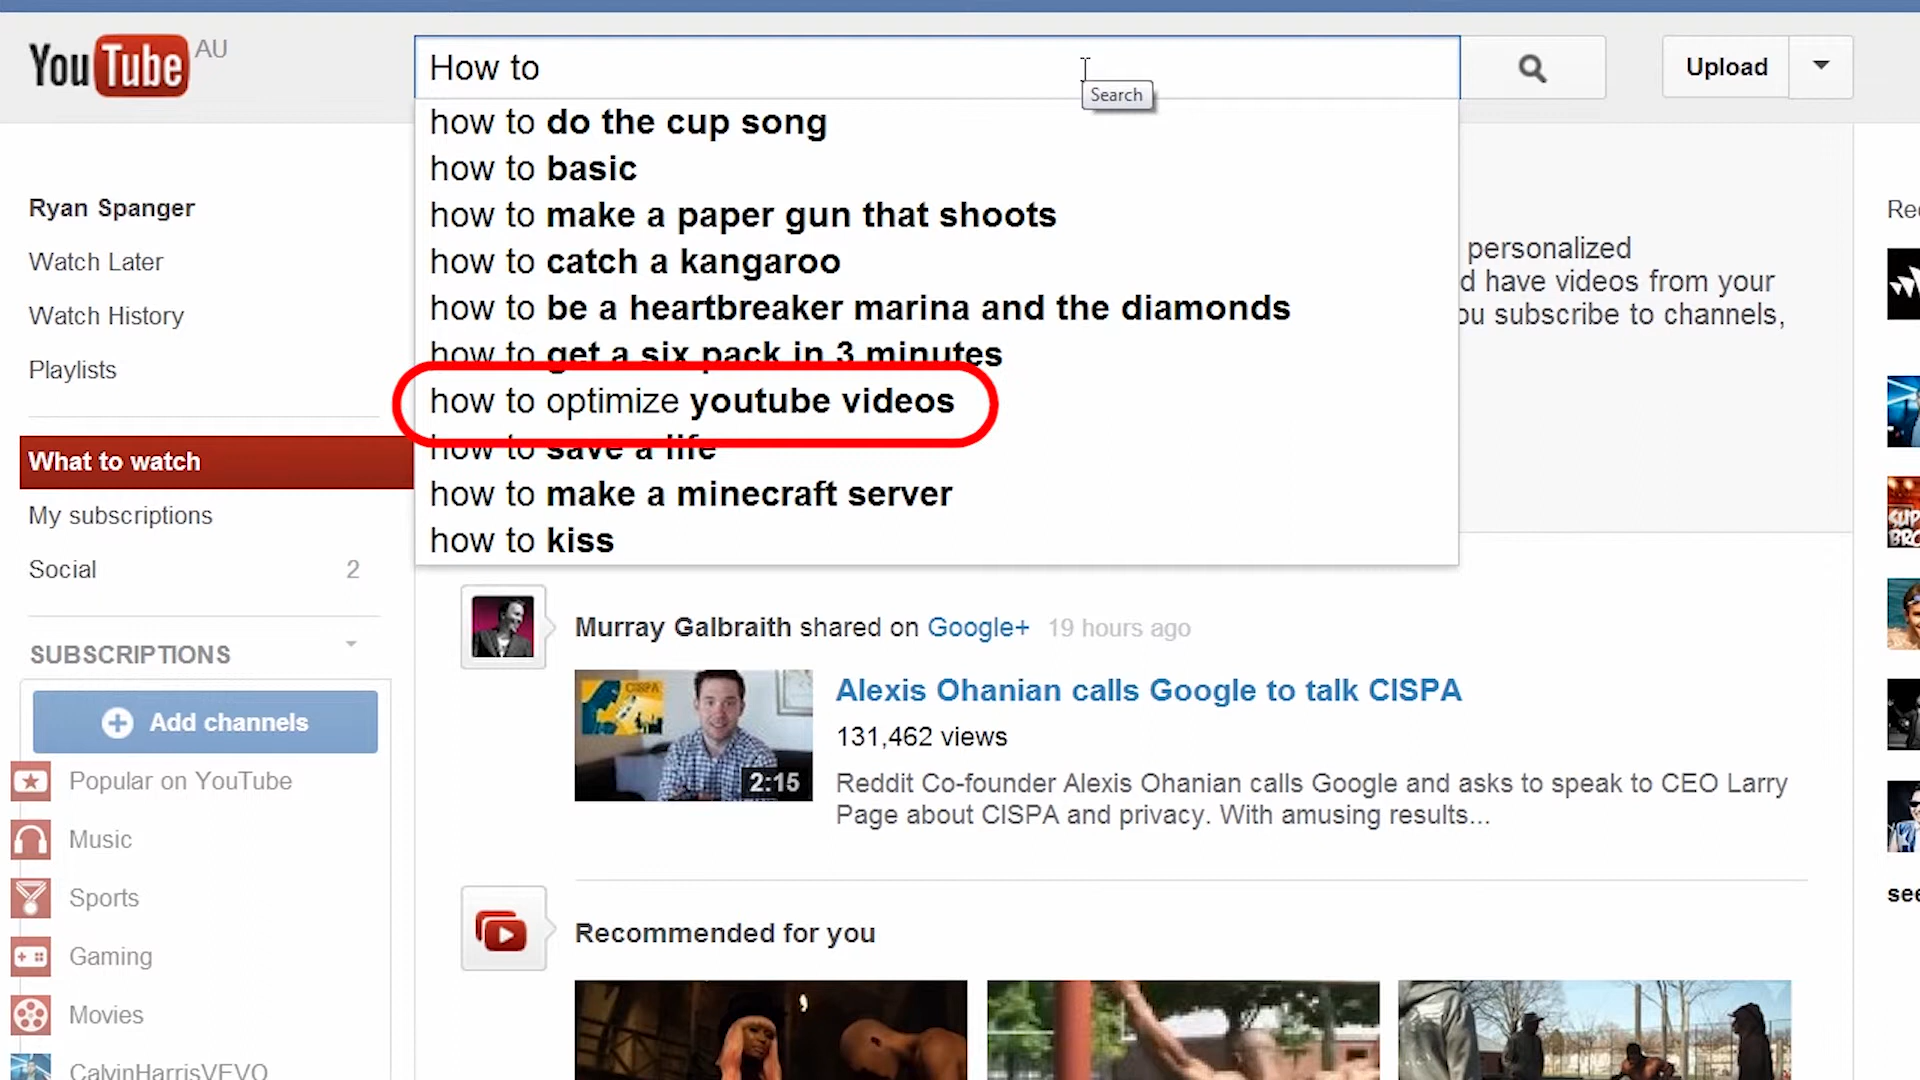 YouTube AU
How to
Search
Upload
how to do the cup song
how to basic
how to make a paper gun that shoots
how to catch a kangaroo
how to be a heartbreaker marina and the diamonds
how to get a six pack in 3 minutes
how to optimize youtube videos
how to save a life
how to make a minecraft server
how to kiss
Ryan Spanger
Watch Later
Watch History
Playlists
What to watch
My subscriptions
Social 2
SUBSCRIPTIONS
Add channels
Popular on YouTube
Music
Sports
Gaming
Movies
CalvinHarrisVEVO
personalized
d have videos from your
ou subscribe to channels,
Murray Galbraith shared on Google+ 19 hours ago
CISPA
2:15
Alexis Ohanian calls Google to talk CISPA
131,462 views
Reddit Co-founder Alexis Ohanian calls Google and asks to speak to CEO Larry
Page about CISPA and privacy. With amusing results...
Recommended for you
Rec
SUP
BRO
see